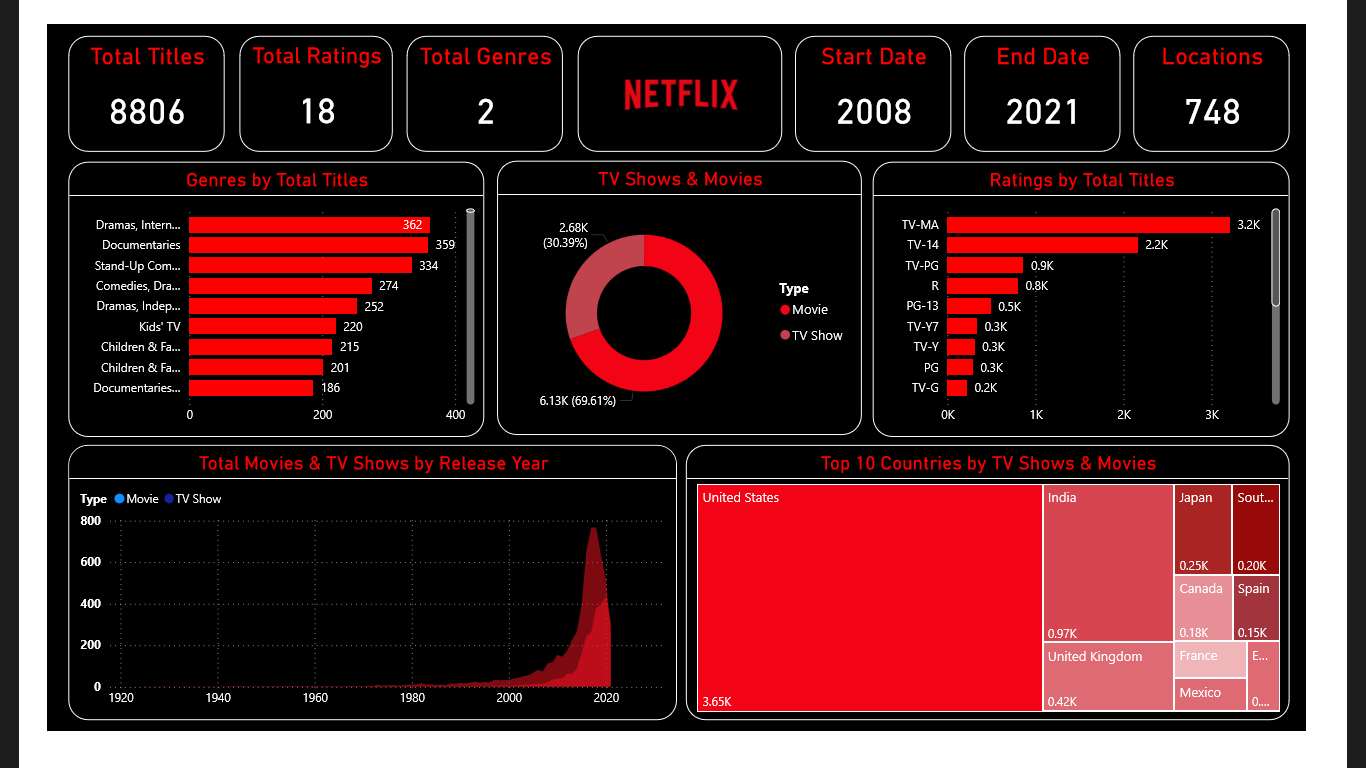 Total Titles
8806
Total Ratings
18
Total Genres
2
NETFLIX
Start Date
2008
End Date
2021
Locations
748
Genres by Total Titles
Dramas, Intern... 362
Documentaries 359
Stand-Up Com... 334
Comedies, Dra... 274
Dramas, Indep... 252
Kids' TV 220
Children & Fa... 215
Children & Fa... 201
Documentaries... 186
0 200 400
TV Shows & Movies
2.68K
(30.39%)
6.13K (69.61%)
Type
Movie
TV Show
Ratings by Total Titles
TV-MA 3.2K
TV-14 2.2K
TV-PG 0.9K
R 0.8K
PG-13 0.5K
TV-Y7 0.3K
TV-Y 0.3K
PG 0.3K
TV-G 0.2K
0K 1K 2K 3K
Total Movies & TV Shows by Release Year
Type Movie TV Show
800
600
400
200
0
1920 1940 1960 1980 2000 2020
Top 10 Countries by TV Shows & Movies
United States
3.65K
India
0.97K
United Kingdom
0.42K
Japan
0.25K
Sout...
0.20K
Canada
0.18K
Spain
0.15K
France
Mexico
E...
0....